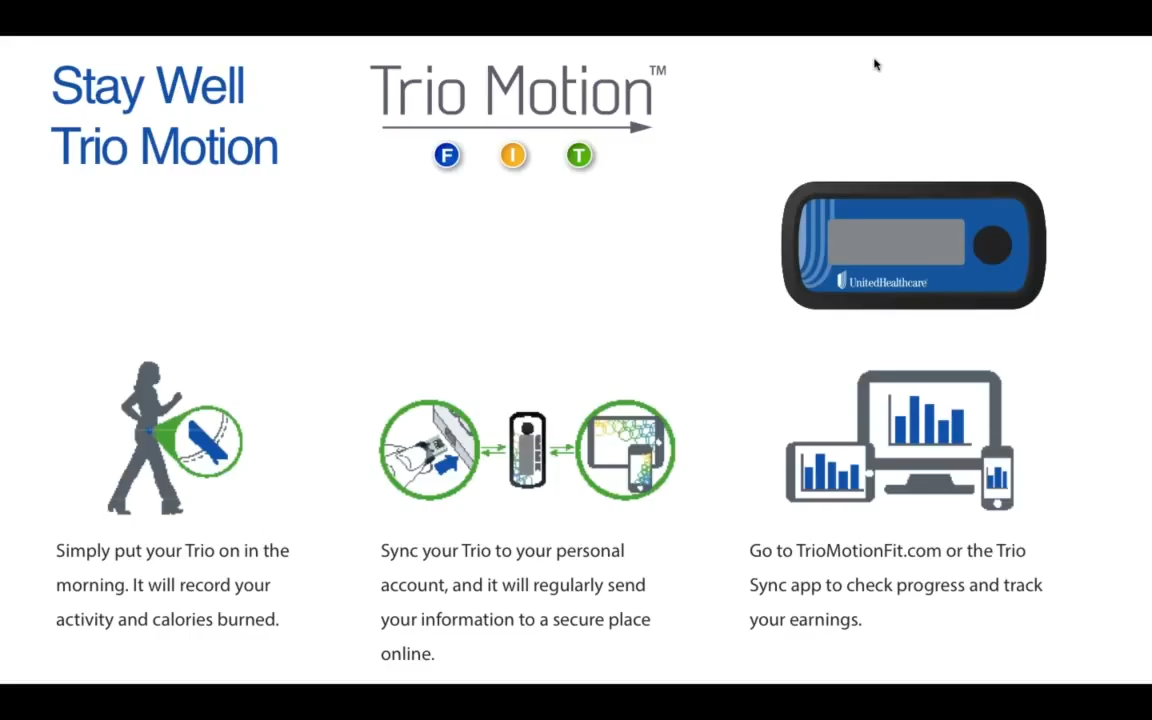 Stay Well
Trio Motion
Trio Motion™
F I T
UnitedHealthcare
Simply put your Trio on in the
morning. It will record your
activity and calories burned.
Sync your Trio to your personal
account, and it will regularly send
your information to a secure place
online.
Go to TrioMotionFit.com or the Trio
Sync app to check progress and track
your earnings.